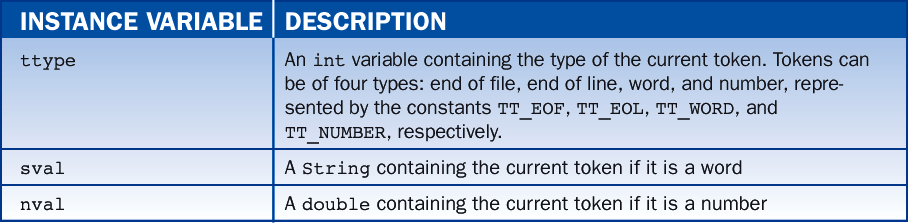 INSTANCE VARIABLE DESCRIPTION
ttype An int variable containing the type of the current token. Tokens can
be of four types: end of file, end of line, word, and number, repre-
sented by the constants TT_EOF, TT_EOL, TT_WORD, and
TT_NUMBER, respectively.
sval A String containing the current token if it is a word
nval A double containing the current token if it is a number